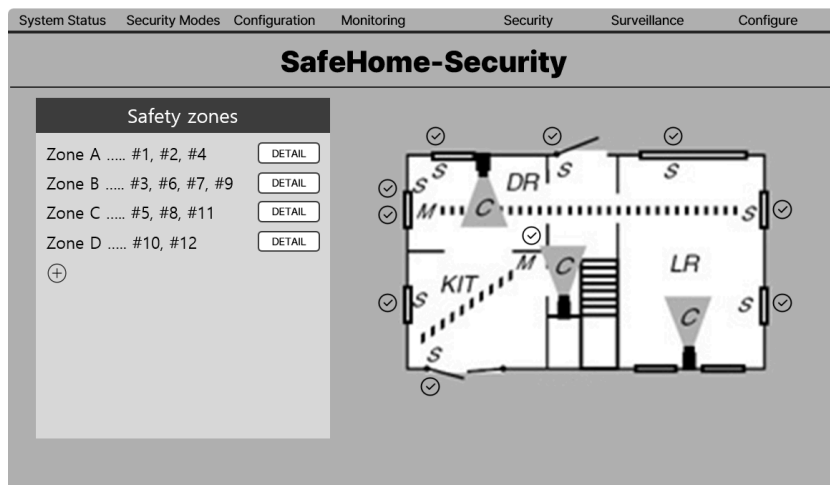 System Status Security Modes Configuration Monitoring Security Surveillance Configure
SafeHome-Security
Safety zones
Zone A ..... #1, #2, #4 DETAIL
Zone B ..... #3, #6, #7, #9 DETAIL
Zone C ..... #5, #8, #11 DETAIL
Zone D ..... #10, #12 DETAIL
S DR S S
S
M C S
M C LR
KIT
S S
C
S